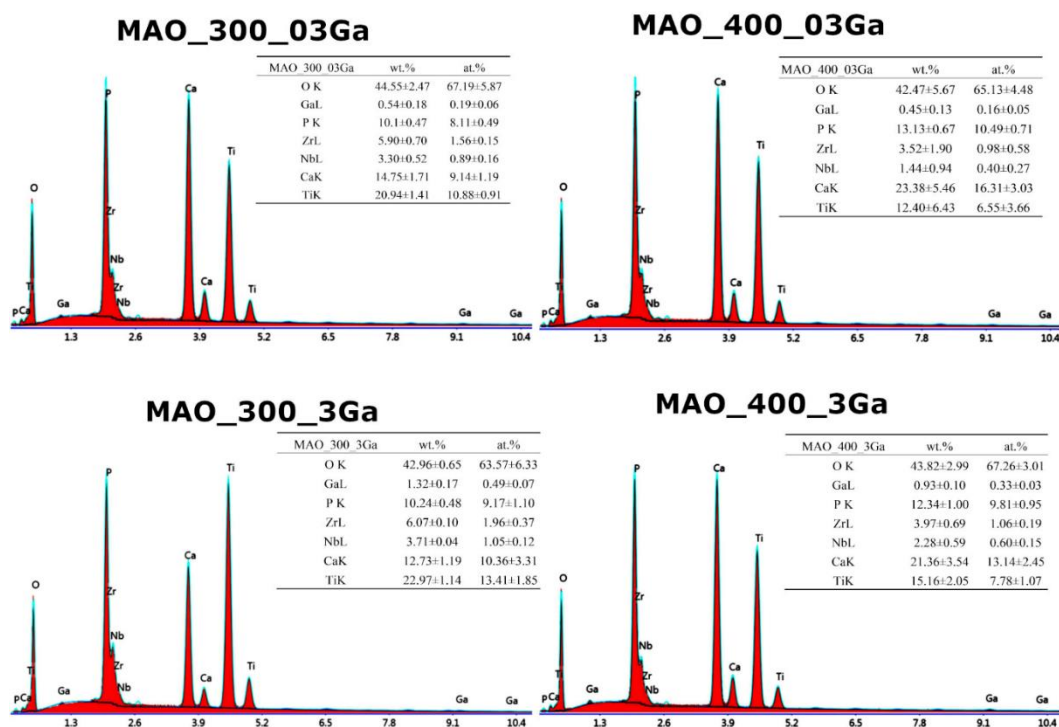 MAO_300_03Ga
MAO_300_03Ga wt.% at.%
O K 44.55±2.47 67.19±5.87
GaL 0.54±0.18 0.19±0.06
P K 10.1±0.47 8.11±0.49
ZrL 5.90±0.70 1.56±0.15
NbL 3.30±0.52 0.89±0.16
CaK 14.75±1.71 9.14±1.19
TiK 20.94±1.41 10.88±0.91
P
Ca
Ti
O
Zr
Nb
Ti
Zr
Ca
Ti
P Ca
Ga
Nb
Ga
Ga
1.3 2.6 3.9 5.2 6.5 7.8 9.1 10.4
MAO_400_03Ga
MAO_400_03Ga wt.% at.%
O K 42.47±5.67 65.13±4.48
GaL 0.45±0.13 0.16±0.05
P K 13.13±0.67 10.49±0.71
ZrL 3.52±1.90 0.98±0.58
NbL 1.44±0.94 0.40±0.27
CaK 23.38±5.46 16.31±3.03
TiK 12.40±6.43 6.55±3.66
P
Ca
Ti
O
Zr
Nb
Ti
Zr
Ca
Ti
P Ca
Ga
Nb
Ga
Ga
1.3 2.6 3.9 5.2 6.5 7.8 9.1 10.4
MAO_300_3Ga
MAO_300_3Ga wt.% at.%
O K 42.96±0.65 63.57±6.33
GaL 1.32±0.17 0.49±0.07
P K 10.24±0.48 9.17±1.10
ZrL 6.07±0.10 1.96±0.37
NbL 3.71±0.04 1.05±0.12
CaK 12.73±1.19 10.36±3.31
TiK 22.97±1.14 13.41±1.85
P
Ti
Ca
O
Zr
Nb
Ti
Zr
Ca
Ti
P Ca
Ga
Nb
Ga
Ga
1.3 2.6 3.9 5.2 6.5 7.8 9.1 10.4
MAO_400_3Ga
MAO_400_3Ga wt.% at.%
O K 43.82±2.99 67.26±3.01
GaL 0.93±0.10 0.33±0.03
P K 12.34±1.00 9.81±0.95
ZrL 3.97±0.69 1.06±0.19
NbL 2.28±0.59 0.60±0.15
CaK 21.36±3.54 13.14±2.45
TiK 15.16±2.05 7.78±1.07
P
Ca
Ti
O
Zr
Nb
Ti
Zr
Ca
Ti
P Ca
Ga
Nb
Ga
Ga
1.3 2.6 3.9 5.2 6.5 7.8 9.1 10.4